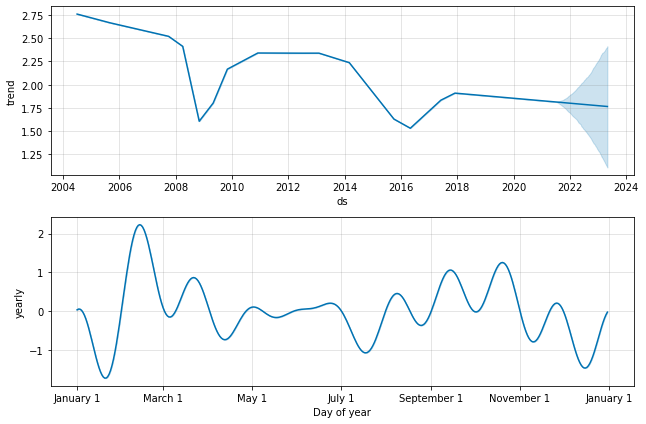 2.75
2.50
2.25
2.00
1.75
1.50
1.25
trend
2004 2006 2008 2010 2012 2014 2016 2018 2020 2022 2024
ds
2
1
0
−1
yearly
January 1 March 1 May 1 July 1 September 1 November 1 January 1
Day of year